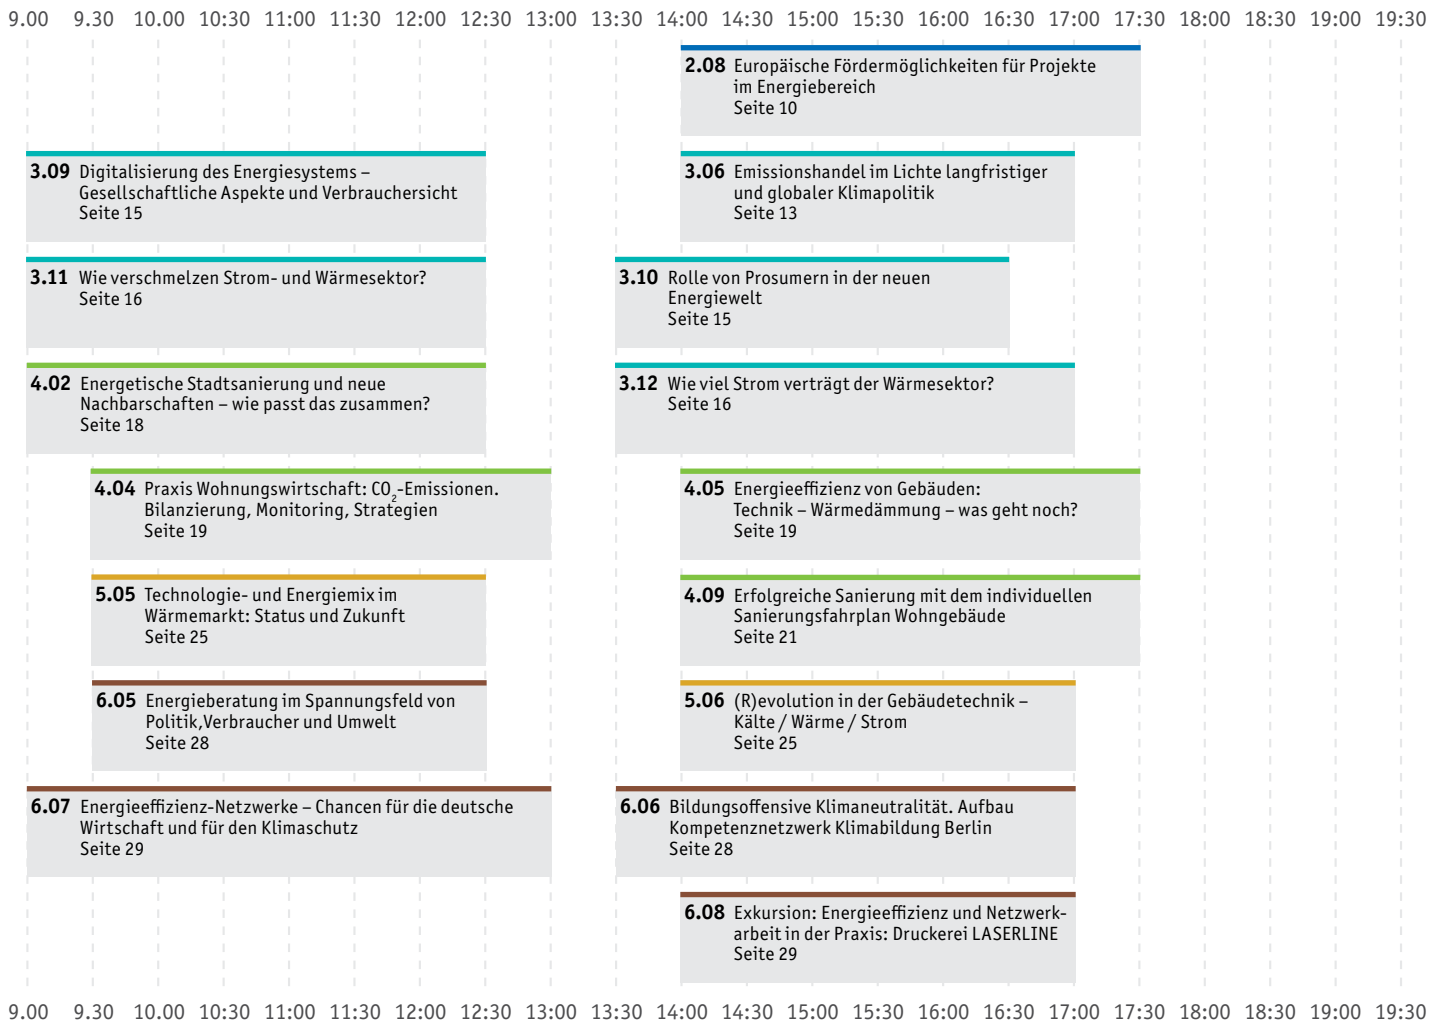 9.00 9.30 10.00 10:30 11:00 11:30 12:00 12:30 13:00 13:30 14:00 14:30 15:00 15:30 16:00 16:30 17:00 17:30 18:00 18:30 19:00 19:30
2.08 Europäische Fördermöglichkeiten für Projekte
im Energiebereich
Seite 10
3.09 Digitalisierung des Energiesystems –
Gesellschaftliche Aspekte und Verbrauchersicht
Seite 15
3.06 Emissionshandel im Lichte langfristiger
und globaler Klimapolitik
Seite 13
3.11 Wie verschmelzen Strom- und Wärmesektor?
Seite 16
3.10 Rolle von Prosumern in der neuen
Energiewelt
Seite 15
4.02 Energetische Stadtsanierung und neue
Nachbarschaften – wie passt das zusammen?
Seite 18
3.12 Wie viel Strom verträgt der Wärmesektor?
Seite 16
4.04 Praxis Wohnungswirtschaft: CO₂-Emissionen.
Bilanzierung, Monitoring, Strategien
Seite 19
4.05 Energieeffizienz von Gebäuden:
Technik – Wärmedämmung – was geht noch?
Seite 19
5.05 Technologie- und Energiemix im
Wärmemarkt: Status und Zukunft
Seite 25
4.09 Erfolgreiche Sanierung mit dem individuellen
Sanierungsfahrplan Wohngebäude
Seite 21
6.05 Energieberatung im Spannungsfeld von
Politik,Verbraucher und Umwelt
Seite 28
5.06 (R)evolution in der Gebäudetechnik –
Kälte / Wärme / Strom
Seite 25
6.07 Energieeffizienz-Netzwerke – Chancen für die deutsche
Wirtschaft und für den Klimaschutz
Seite 29
6.06 Bildungsoffensive Klimaneutralität. Aufbau
Kompetenznetzwerk Klimabildung Berlin
Seite 28
6.08 Exkursion: Energieeffizienz und Netzwerk-
arbeit in der Praxis: Druckerei LASERLINE
Seite 29
9.00 9.30 10.00 10:30 11:00 11:30 12:00 12:30 13:00 13:30 14:00 14:30 15:00 15:30 16:00 16:30 17:00 17:30 18:00 18:30 19:00 19:30